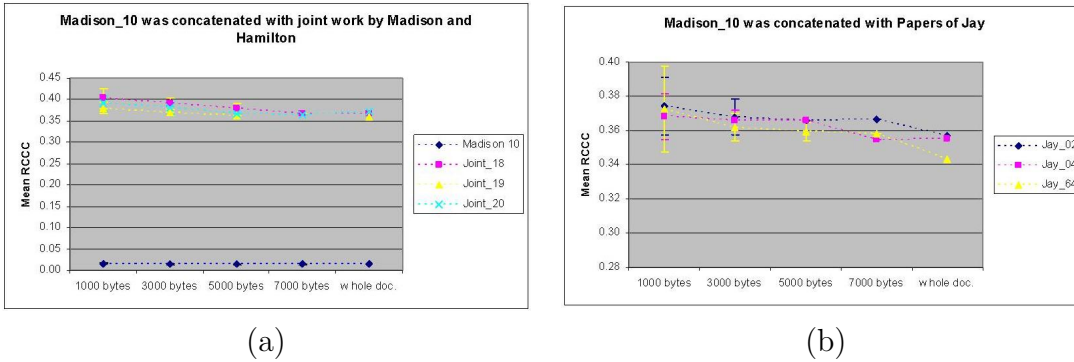 Madison_10 was concatenated with joint work by Madison and
Hamilton
Mean RCCC
0.45
0.40
0.35
0.30
0.25
0.20
0.15
0.10
0.05
0.00
1000 bytes 3000 bytes 5000 bytes 7000 bytes whole doc.
Madison 10
Joint_18
Joint_19
Joint_20
(a)
Madison_10 was concatenated with Papers of Jay
Mean RCCC
0.40
0.38
0.36
0.34
0.32
0.30
0.28
1000 bytes 3000 bytes 5000 bytes 7000 bytes whole doc.
Jay_02
Jay_04
Jay_64
(b)